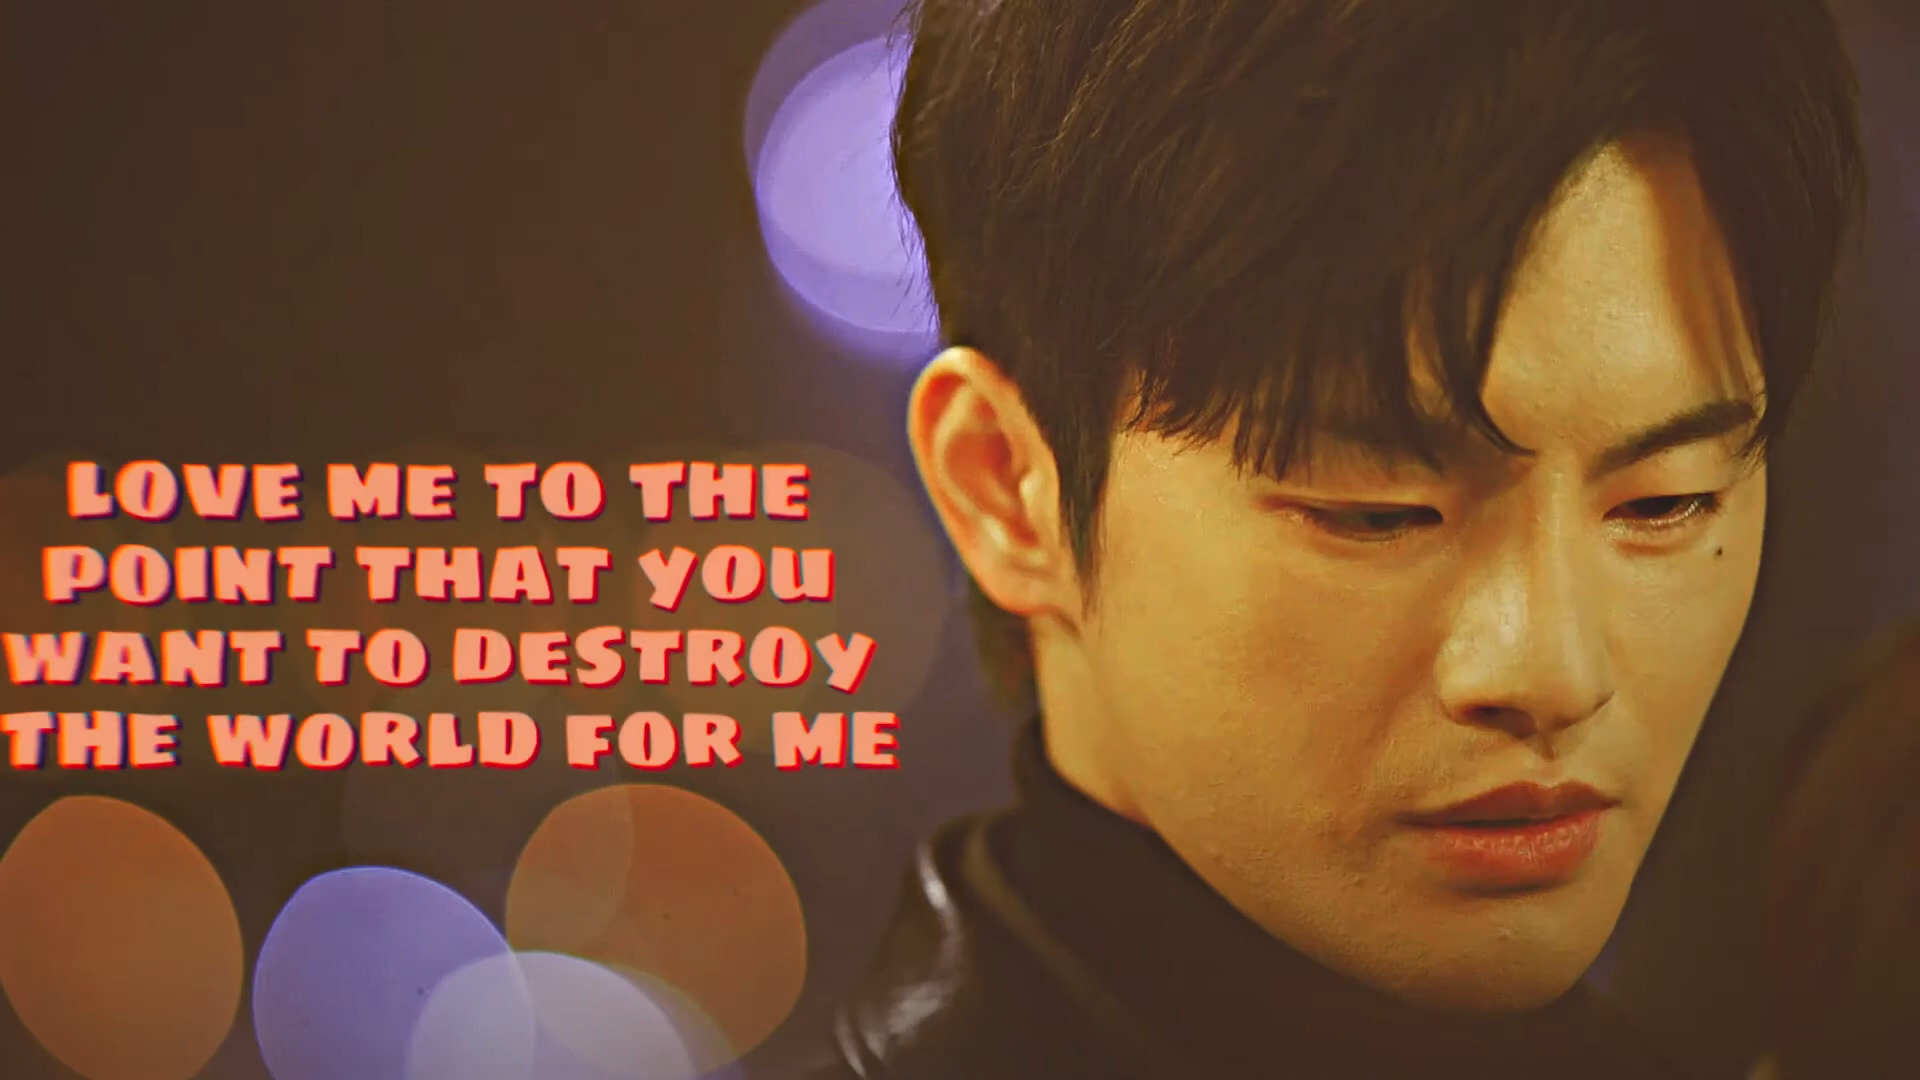 LOVE ME TO THE
POINT THAT YOU
WANT TO DESTROY
THE WORLD FOR ME